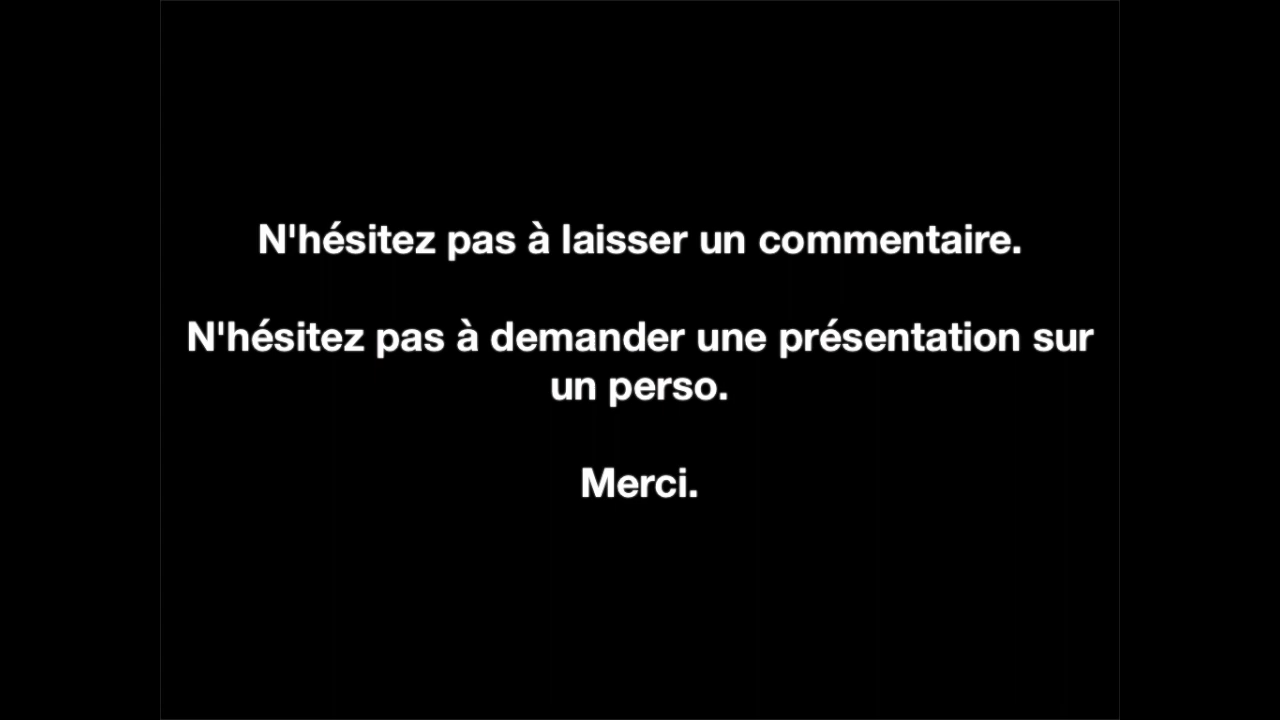 N'hésitez pas à laisser un commentaire.
N'hésitez pas à demander une présentation sur
un perso.
Merci.